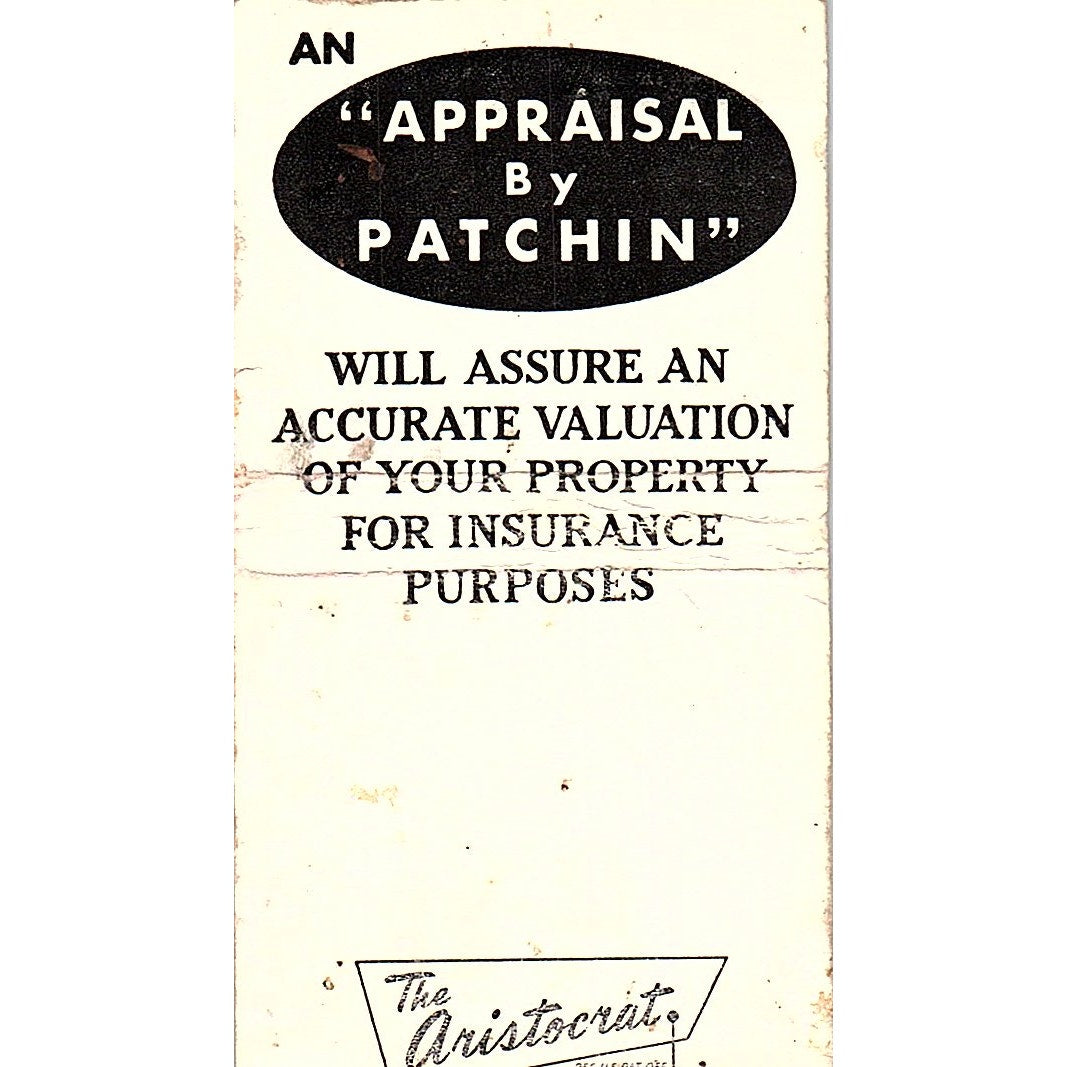 AN
“APPRAISAL
By
PATCHIN”
WILL ASSURE AN
ACCURATE VALUATION
OF YOUR PROPERTY
FOR INSURANCE
PURPOSES
The
Aristocrat